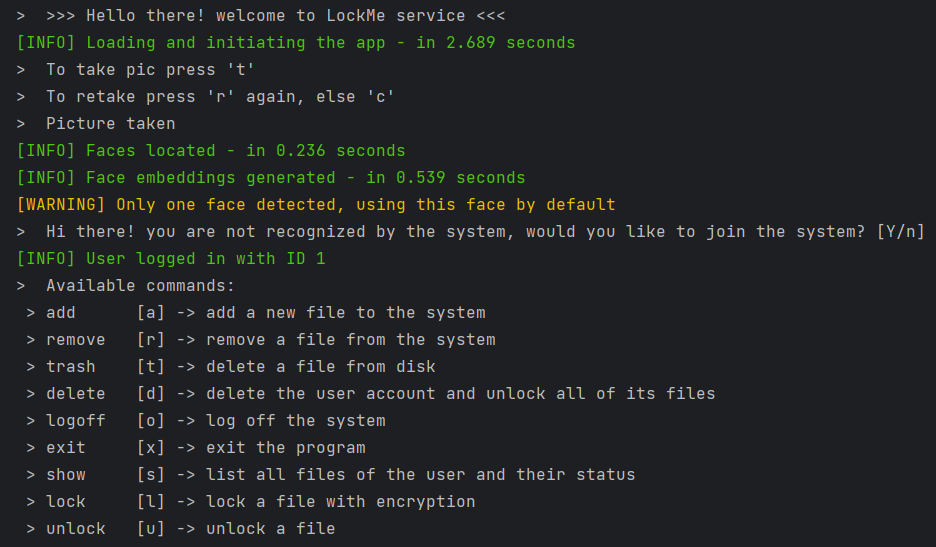 >  >>> Hello there! welcome to LockMe service <<<
[INFO] Loading and initiating the app - in 2.689 seconds
>  To take pic press 't'
>  To retake press 'r' again, else 'c'
>  Picture taken
[INFO] Faces located - in 0.236 seconds
[INFO] Face embeddings generated - in 0.539 seconds
[WARNING] Only one face detected, using this face by default
>  Hi there! you are not recognized by the system, would you like to join the system? [Y/n]
[INFO] User logged in with ID 1
>  Available commands:
 > add      [a] -> add a new file to the system
 > remove   [r] -> remove a file from the system
 > trash    [t] -> delete a file from disk
 > delete   [d] -> delete the user account and unlock all of its files
 > logoff   [o] -> log off the system
 > exit     [x] -> exit the program
 > show     [s] -> list all files of the user and their status
 > lock     [l] -> lock a file with encryption
 > unlock   [u] -> unlock a file